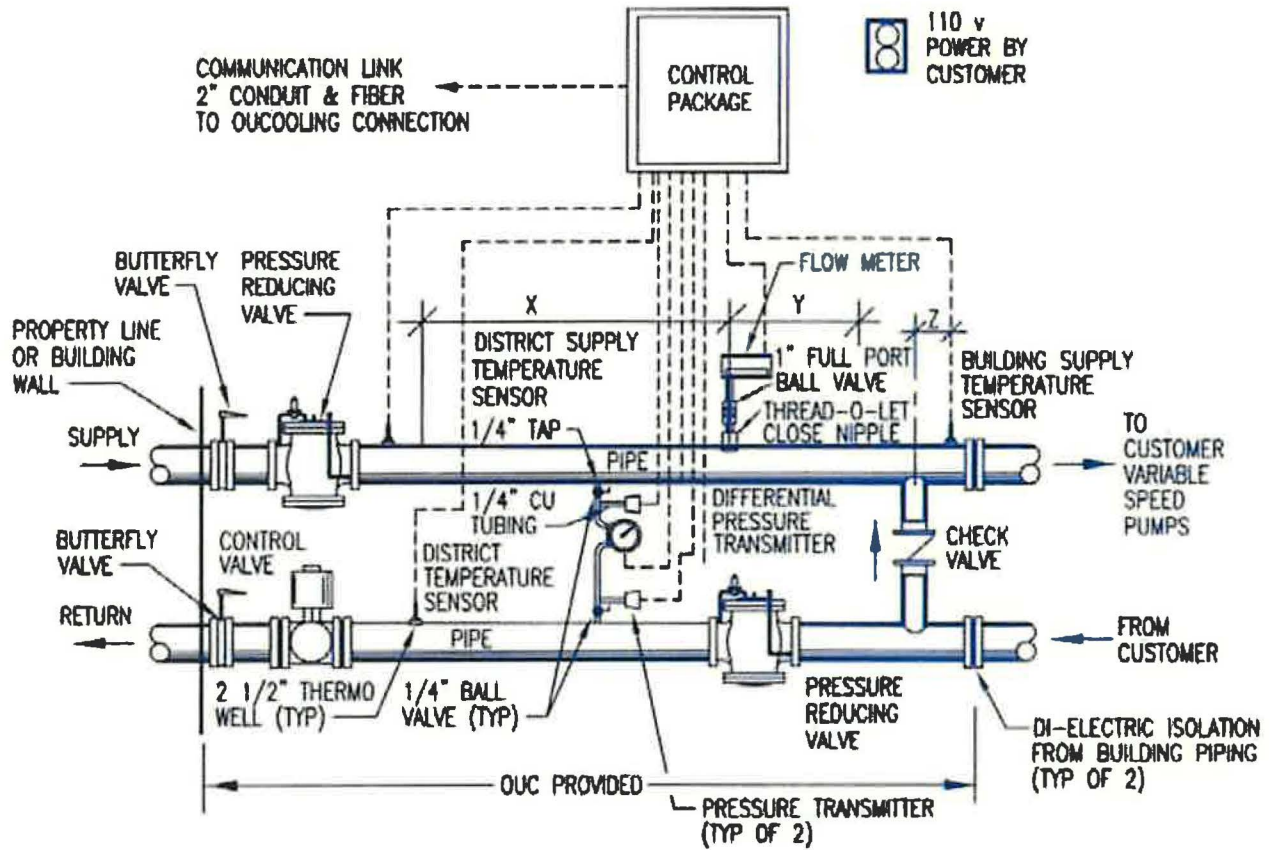 110 v
POWER BY
CUSTOMER
COMMUNICATION LINK
2" CONDUIT & FIBER
TO OUCOOLING CONNECTION
CONTROL
PACKAGE
BUTTERFLY
VALVE
PRESSURE
REDUCING
VALVE
FLOW METER
X
Y
Z
PROPERTY LINE
OR BUILDING
WALL
DISTRICT SUPPLY
TEMPERATURE
SENSOR
1" FULL PORT
BALL VALVE
BUILDING SUPPLY
TEMPERATURE
SENSOR
THREAD-O-LET
CLOSE NIPPLE
SUPPLY
1/4" TAP
PIPE
TO
CUSTOMER
VARIABLE
SPEED
PUMPS
1/4" CU
TUBING
DIFFERENTIAL
PRESSURE
TRANSMITTER
BUTTERFLY
VALVE
CONTROL
VALVE
DISTRICT
TEMPERATURE
SENSOR
CHECK
VALVE
RETURN
PIPE
FROM
CUSTOMER
2 1/2" THERMO
WELL (TYP)
1/4" BALL
VALVE (TYP)
PRESSURE
REDUCING
VALVE
DI-ELECTRIC ISOLATION
FROM BUILDING PIPING
(TYP OF 2)
OUC PROVIDED
PRESSURE TRANSMITTER
(TYP OF 2)